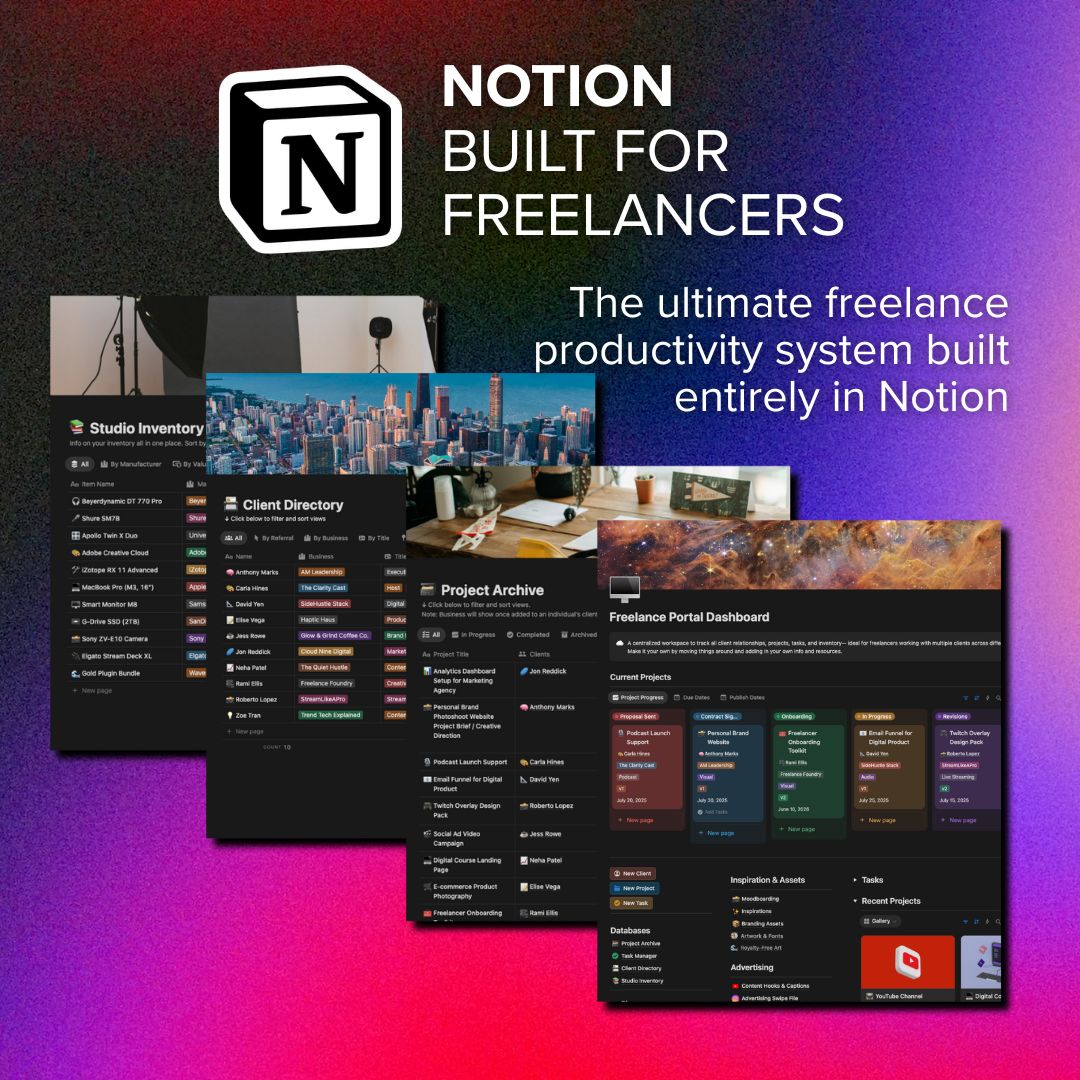 N
NOTION
BUILT FOR
FREELANCERS
The ultimate freelance
productivity system built
entirely in Notion
Studio Inventory
Info on your inventory all in one place. Sort by
All
By Manufacturer
By Valu
Aa Item Name
Ma
Beyerdynamic DT 770 Pro
Beyer
Shure SM7B
Shure
Apollo Twin X Duo
Unive
Adobe Creative Cloud
Adob
iZotope RX 11 Advanced
iZoto
MacBook Pro (M3, 16")
Apple
Smart Monitor M8
Sams
G-Drive SSD (2TB)
SanDi
Sony ZV-E10 Camera
Sony
Elgato Stream Deck XL
Elgato
Gold Plugin Bundle
Wave
+ New page
Client Directory
↓ Click below to filter and sort views
All
By Referral
By Business
By Title
Aa Name
Business
Title
Anthony Marks
AM Leadership
Execut
Carla Hines
The Clarity Cast
Host
David Yen
SideHustle Stack
Digital
Elise Vega
Haptic Haus
Produc
Jess Rowe
Glow & Grind Coffee Co.
Brand
Jon Reddick
Cloud Nine Digital
Market
Neha Patel
The Quiet Hustle
Conten
Rami Ellis
Freelance Foundry
Creativ
Roberto Lopez
StreamLikeAPro
Stream
Zoe Tran
Trend Tech Explained
Conten
+ New page
COUNT 10
Project Archive
↓ Click below to filter and sort views.
Note: Business will show once added to an individual's client
All
In Progress
Completed
Archived
Aa Project Title
Clients
Analytics Dashboard
Setup for Marketing
Agency
Jon Reddick
Personal Brand
Photoshoot Website
Project Brief / Creative
Direction
Anthony Marks
Podcast Launch Support
Carla Hines
Email Funnel for Digital
Product
David Yen
Twitch Overlay Design
Pack
Roberto Lopez
Social Ad Video
Campaign
Jess Rowe
Digital Course Landing
Page
Neha Patel
E-commerce Product
Photography
Elise Vega
Freelancer Onboarding
Rami Ellis
Freelance Portal Dashboard
A centralized workspace to track all client relationships, projects, tasks, and inventory— ideal for freelancers working with multiple clients across diffe
Make it your own by moving things around and adding in your own info and resources.
Current Projects
Project Progress
Due Dates
Publish Dates
Proposal Sent
Podcast Launch
Support
Carla Hines
The Clarity Cast
Podcast
v1
July 20, 2025
+ New page
Contract Sig...
Personal Brand
Website
Anthony Marks
AM Leadership
Visual
v1
July 30, 2025
Add Tasks
+ New page
Onboarding
Freelancer
Onboarding
Toolkit
Rami Ellis
Freelance Foundry
Visual
v2
June 10, 2026
+ New page
In Progress
Email Funnel for
Digital Product
David Yen
SideHustle Stack
Audio
v1
July 25, 2025
+ New page
Revisions
Twitch Overlay
Design Pack
Roberto Lopez
StreamLikeAPro
Live Streaming
v2
July 15, 2025
+ New page
New Client
New Project
New Task
Databases
Project Archive
Task Manager
Client Directory
Studio Inventory
Inspiration & Assets
Moodboarding
Inspirations
Branding Assets
Artwork & Fonts
Royalty-Free Art
Advertising
Content Hooks & Captions
Advertising Swipe File
Tasks
Recent Projects
Gallery
YouTube Channel
Digital Co